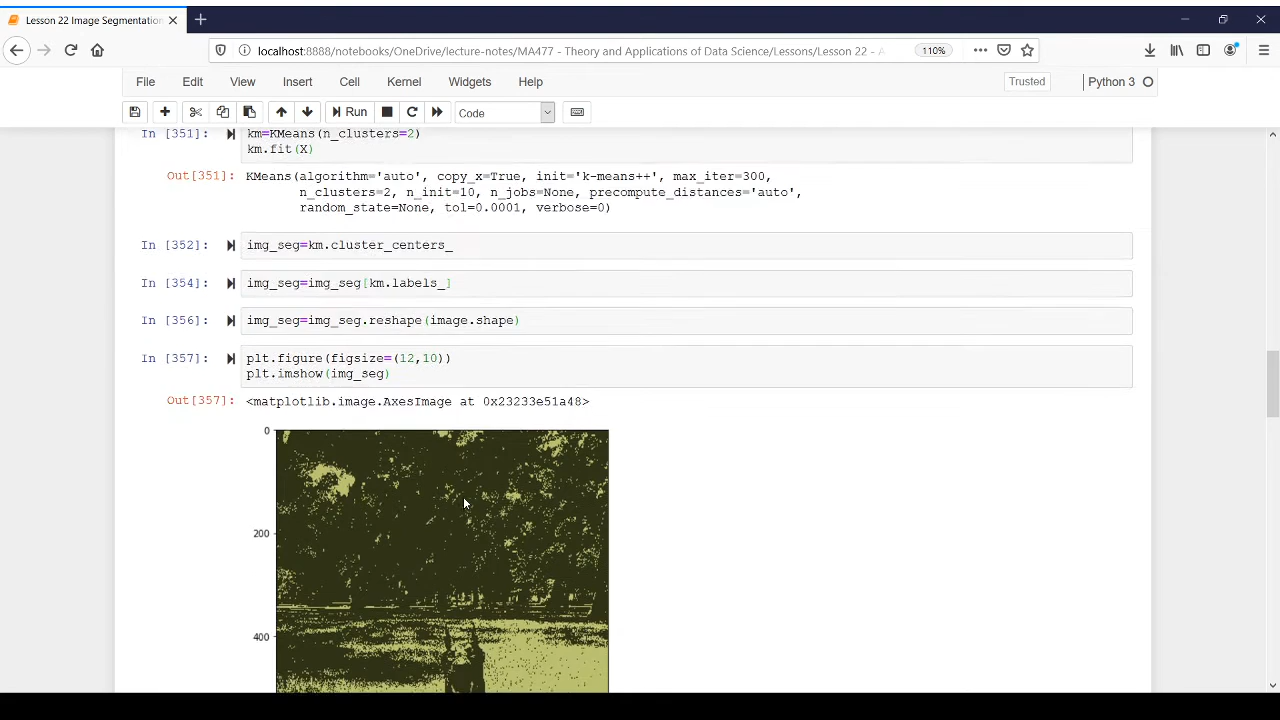 Lesson 22 Image Segmentation
localhost:8888/notebooks/OneDrive/lecture-notes/MA477 - Theory and Applications of Data Science/Lessons/Lesson 22 - 
110%
File Edit View Insert Cell Kernel Widgets Help
Trusted
Python 3
Run
Code
In [351]:
km=KMeans(n_clusters=2)
km.fit(X)
Out[351]:
KMeans(algorithm='auto', copy_x=True, init='k-means++', max_iter=300,
n_clusters=2, n_init=10, n_jobs=None, precompute_distances='auto',
random_state=None, tol=0.0001, verbose=0)
In [352]:
img_seg=km.cluster_centers_
In [354]:
img_seg=img_seg[km.labels_]
In [356]:
img_seg=img_seg.reshape(image.shape)
In [357]:
plt.figure(figsize=(12,10))
plt.imshow(img_seg)
Out[357]:
<matplotlib.image.AxesImage at 0x23233e51a48>
0
200
400